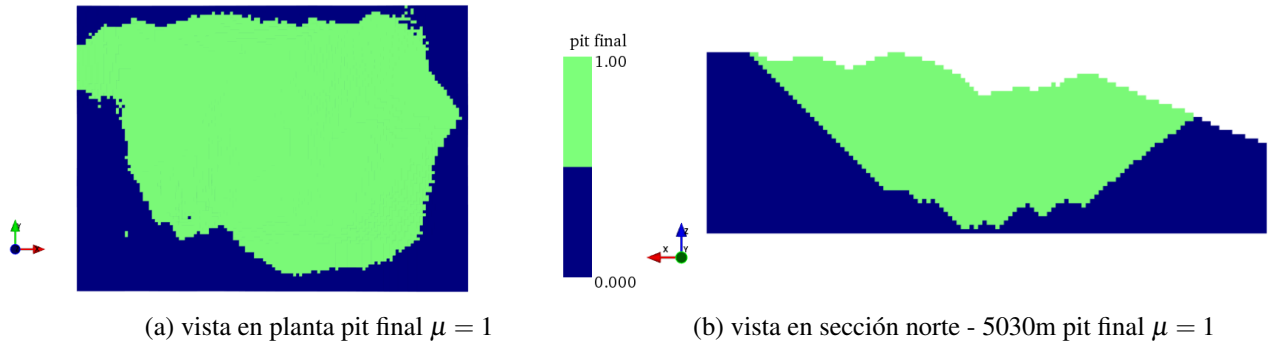 pit final
1.00
0.000
Y
X
Z
X
Y
(a) vista en planta pit final μ = 1
(b) vista en sección norte - 5030m pit final μ = 1